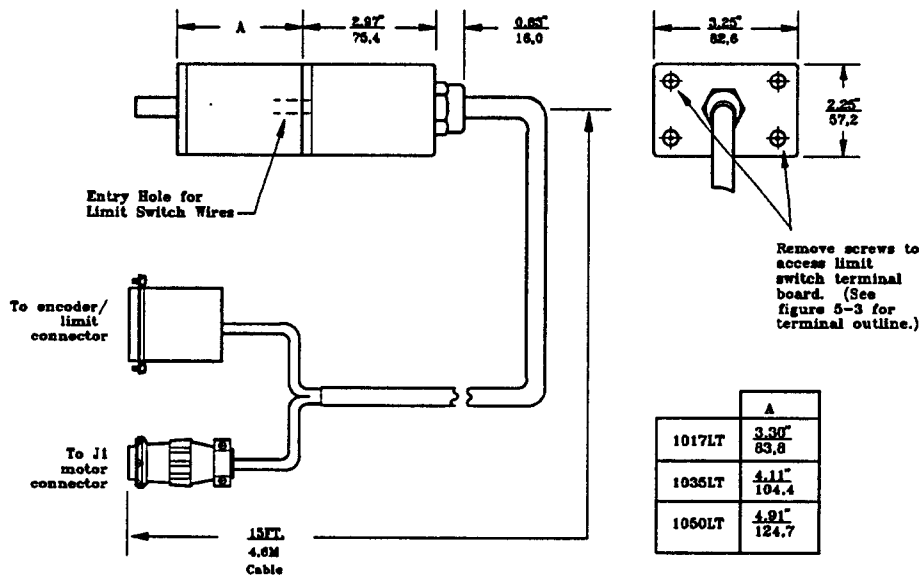 A
2.97"
75,4
0.63"
16,0
3.25"
82,6
2.25"
57,2
Entry Hole for
Limit Switch Wires
Remove screws to
access limit
switch terminal
board. (See
figure 5-3 for
terminal outline.)
To encoder/
limit
connector
To J1
motor
connector
15FT.
4.6M
Cable
A
1017LT
3.30"
83,8
1035LT
4.11"
104.4
1050LT
4.91"
124.7